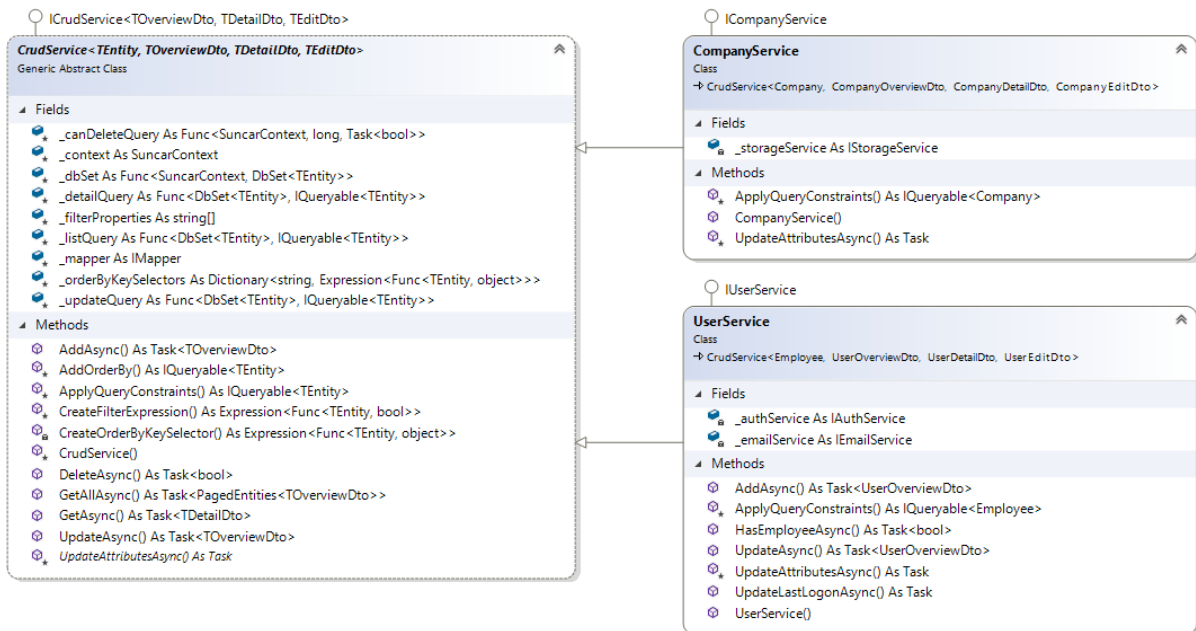 ICrudService<TOverviewDto, TDetailDto, TEditDto>
CrudService<TEntity, TOverviewDto, TDetailDto, TEditDto>
Generic Abstract Class
Fields
_canDeleteQuery As Func<SuncarContext, long, Task<bool>>
_context As SuncarContext
_dbSet As Func<SuncarContext, DbSet<TEntity>>
_detailQuery As Func<DbSet<TEntity>, IQueryable<TEntity>>
_filterProperties As string[]
_listQuery As Func<DbSet<TEntity>, IQueryable<TEntity>>
_mapper As IMapper
_orderByKeySelectors As Dictionary<string, Expression<Func<TEntity, object>>>
_updateQuery As Func<DbSet<TEntity>, IQueryable<TEntity>>
Methods
AddAsync() As Task<TOverviewDto>
AddOrderBy() As IQueryable<TEntity>
ApplyQueryConstraints() As IQueryable<TEntity>
CreateFilterExpression() As Expression<Func<TEntity, bool>>
CreateOrderByKeySelector() As Expression<Func<TEntity, object>>
CrudService()
DeleteAsync() As Task<bool>
GetAllAsync() As Task<PagedEntities<TOverviewDto>>
GetAsync() As Task<TDetailDto>
UpdateAsync() As Task<TOverviewDto>
UpdateAttributesAsync() As Task
ICompanyService
CompanyService
Class
CrudService<Company, CompanyOverviewDto, CompanyDetailDto, CompanyEditDto>
Fields
_storageService As IStorageService
Methods
ApplyQueryConstraints() As IQueryable<Company>
CompanyService()
UpdateAttributesAsync() As Task
IUserService
UserService
Class
CrudService<Employee, UserOverviewDto, UserDetailDto, UserEditDto>
Fields
_authService As IAuthService
_emailService As IEmailService
Methods
AddAsync() As Task<UserOverviewDto>
ApplyQueryConstraints() As IQueryable<Employee>
HasEmployeeAsync() As Task<bool>
UpdateAsync() As Task<UserOverviewDto>
UpdateAttributesAsync() As Task
UpdateLastLogonAsync() As Task
UserService()